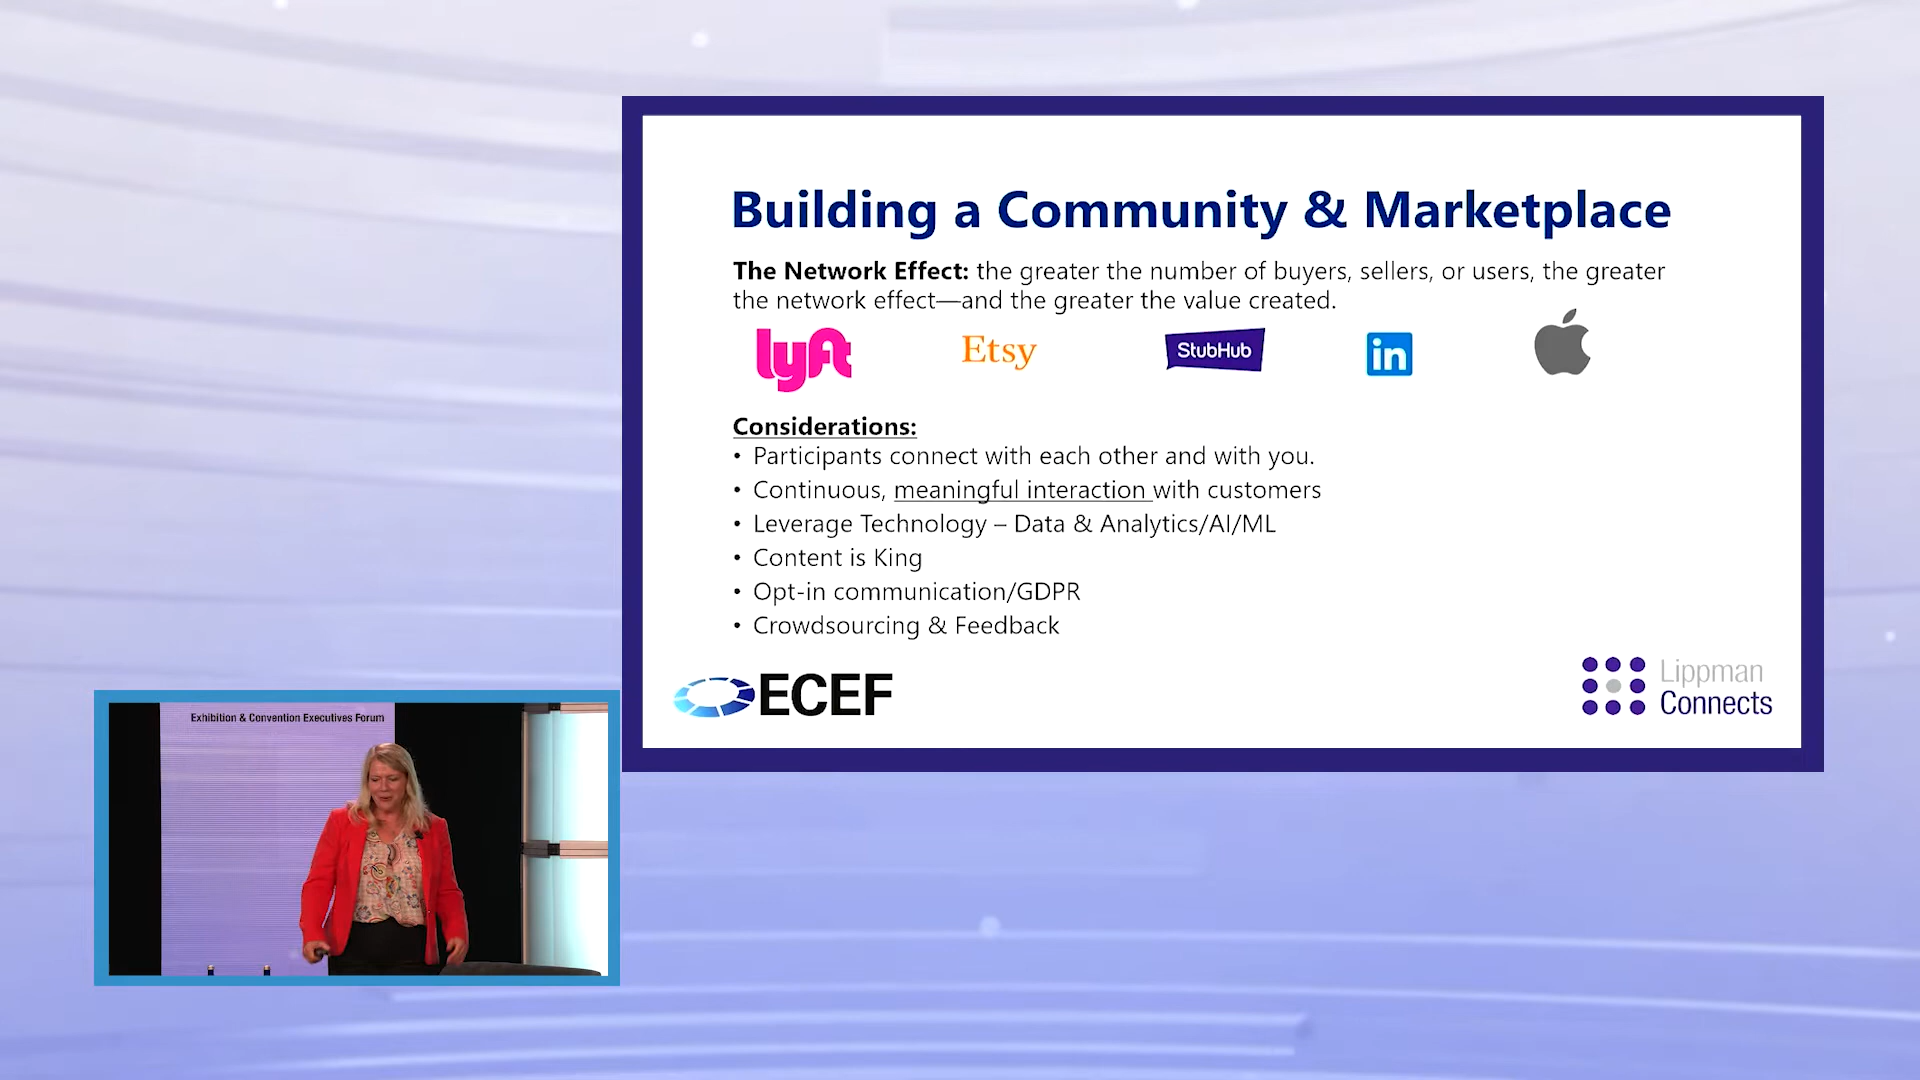 Building a Community & Marketplace
The Network Effect: the greater the number of buyers, sellers, or users, the greater
the network effect—and the greater the value created.
lyft
Etsy
StubHub
in
Considerations:
• Participants connect with each other and with you.
• Continuous, meaningful interaction with customers
• Leverage Technology – Data & Analytics/AI/ML
• Content is King
• Opt-in communication/GDPR
• Crowdsourcing & Feedback
ECEF
Lippman
Connects
Exhibition & Convention Executives Forum